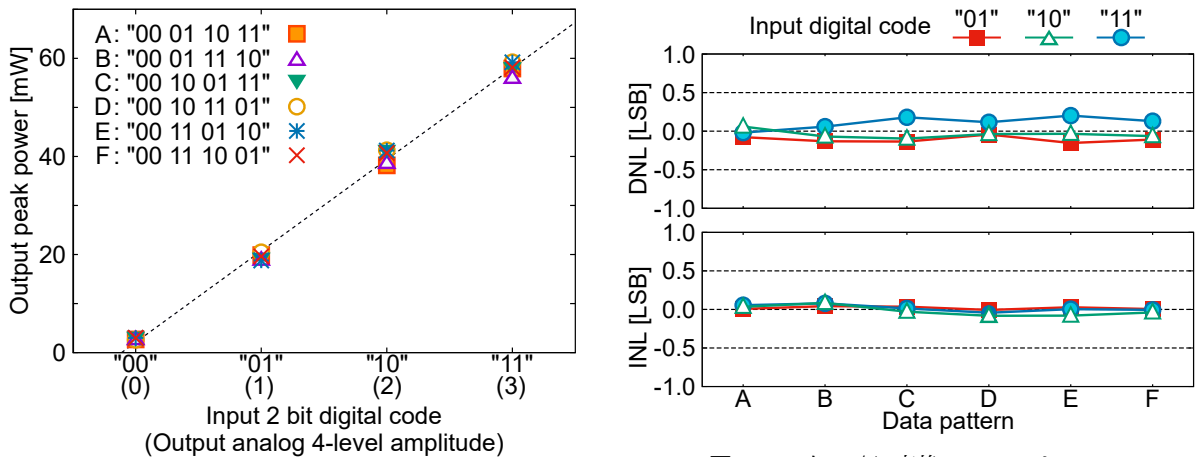 Output peak power [mW]
60
40
20
0
A: "00 01 10 11"
B: "00 01 11 10"
C: "00 10 01 11"
D: "00 10 11 01"
E: "00 11 01 10"
F: "00 11 10 01"
"00" "01" "10" "11"
(0) (1) (2) (3)
Input 2 bit digital code
(Output analog 4-level amplitude)
Input digital code "01" "10" "11"
DNL [LSB]
1.0
0.5
0.0
-0.5
-1.0
INL [LSB]
1.0
0.5
0.0
-0.5
-1.0
A B C D E F
Data pattern